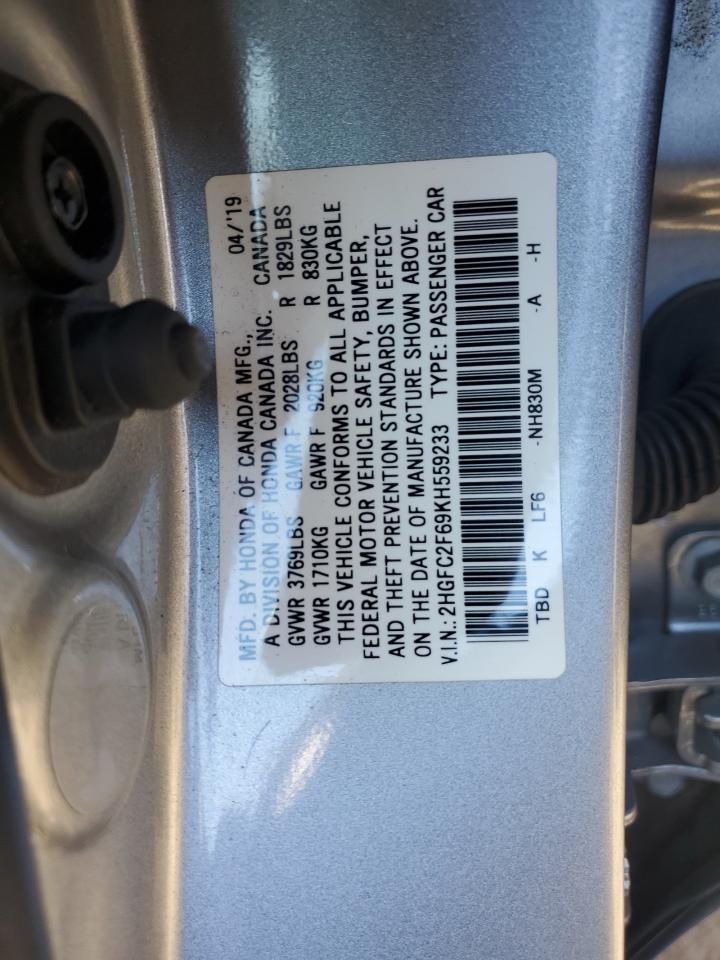 MFD. BY HONDA OF CANADA MFG., 04/'19
A DIVISION OF HONDA CANADA INC. CANADA
GVWR 3769LBS GAWR F 2028LBS R 1829LBS
GVWR 1710KG GAWR F 920KG R 830KG
THIS VEHICLE CONFORMS TO ALL APPLICABLE
FEDERAL MOTOR VEHICLE SAFETY, BUMPER,
AND THEFT PREVENTION STANDARDS IN EFFECT
ON THE DATE OF MANUFACTURE SHOWN ABOVE.
V.I.N.: 2HGFC2F69KH559233 TYPE: PASSENGER CAR
TBD K LF6 -NH830M -A -H